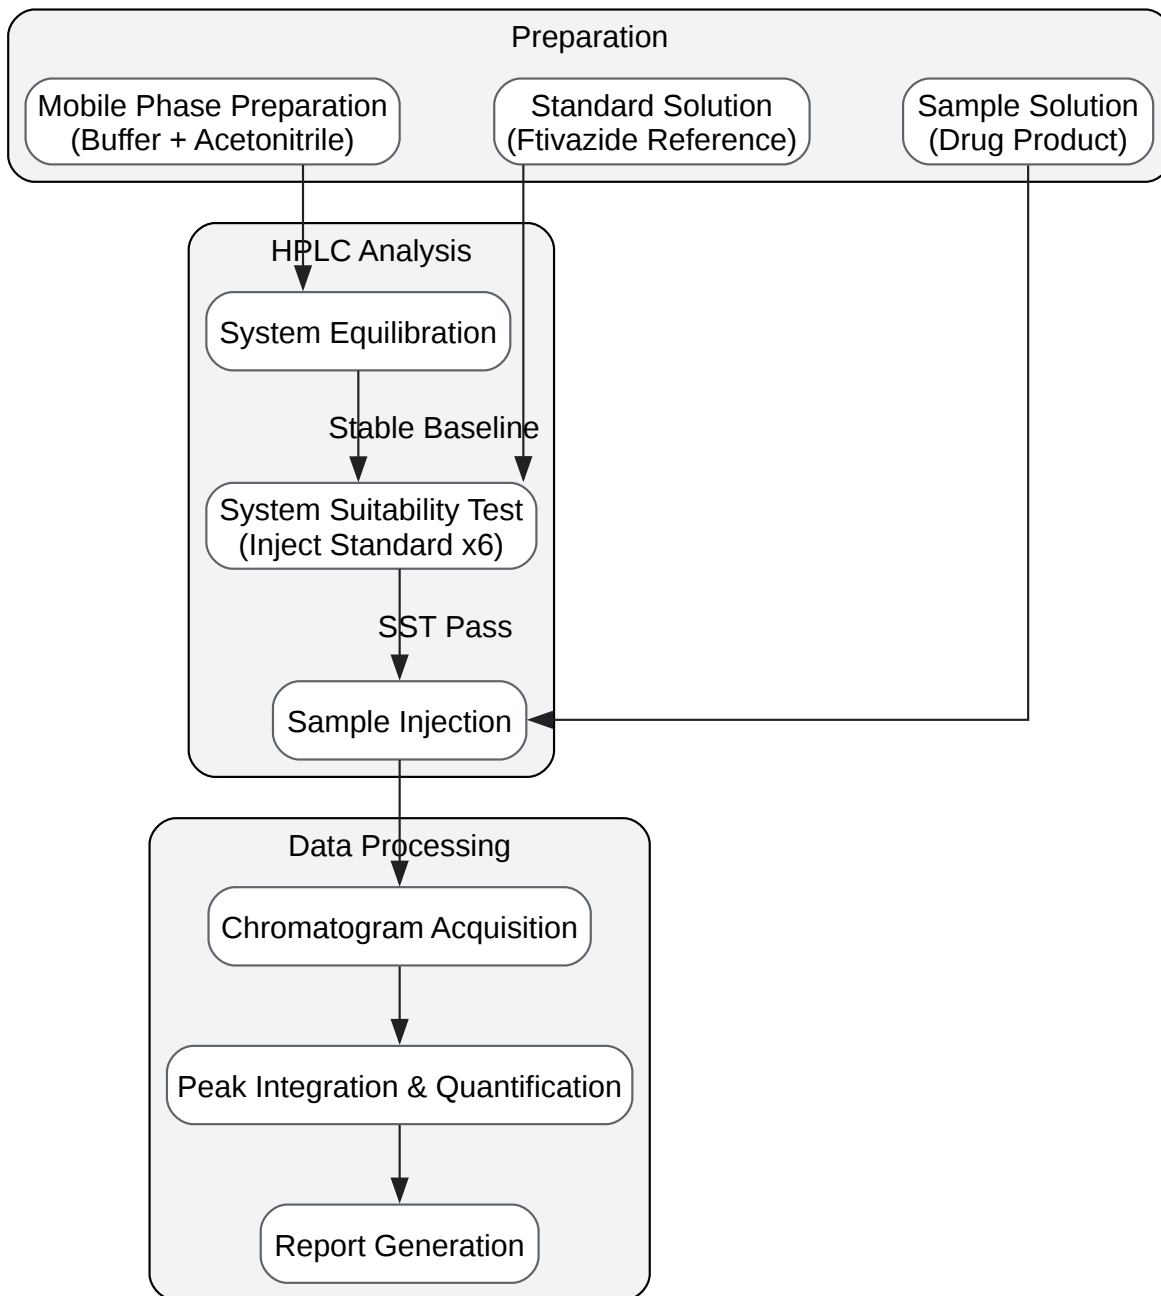 Preparation
Mobile Phase Preparation
(Buffer + Acetonitrile)
Standard Solution
(Ftivazide Reference)
Sample Solution
(Drug Product)
HPLC Analysis
System Equilibration
Stable Baseline
System Suitability Test
(Inject Standard x6)
SST Pass
Sample Injection
Data Processing
Chromatogram Acquisition
Peak Integration & Quantification
Report Generation